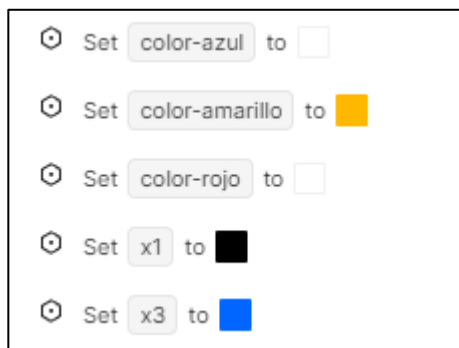 Set color-azul to
Set color-amarillo to
Set color-rojo to
Set x1 to
Set x3 to